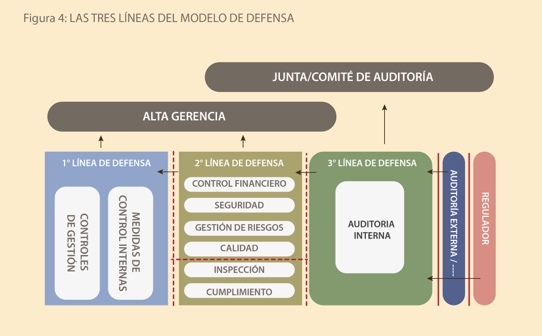 Figura 4: LAS TRES LÍNEAS DEL MODELO DE DEFENSA
JUNTA/COMITÉ DE AUDITORÍA
ALTA GERENCIA
1° LÍNEA DE DEFENSA
CONTROLES
DE GESTIÓN
MEDIDAS DE
CONTROL INTERNAS
2° LÍNEA DE DEFENSA
CONTROL FINANCIERO
SEGURIDAD
GESTIÓN DE RIESGOS
CALIDAD
INSPECCIÓN
CUMPLIMIENTO
3° LÍNEA DE DEFENSA
AUDITORIA
INTERNA
AUDITORÍA EXTERNA / ----
REGULADOR